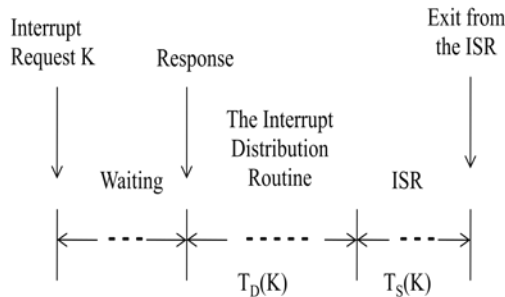 Interrupt
Request K
Response
Exit from
the ISR
Waiting
The Interrupt
Distribution
Routine
ISR
T_D(K)
T_S(K)